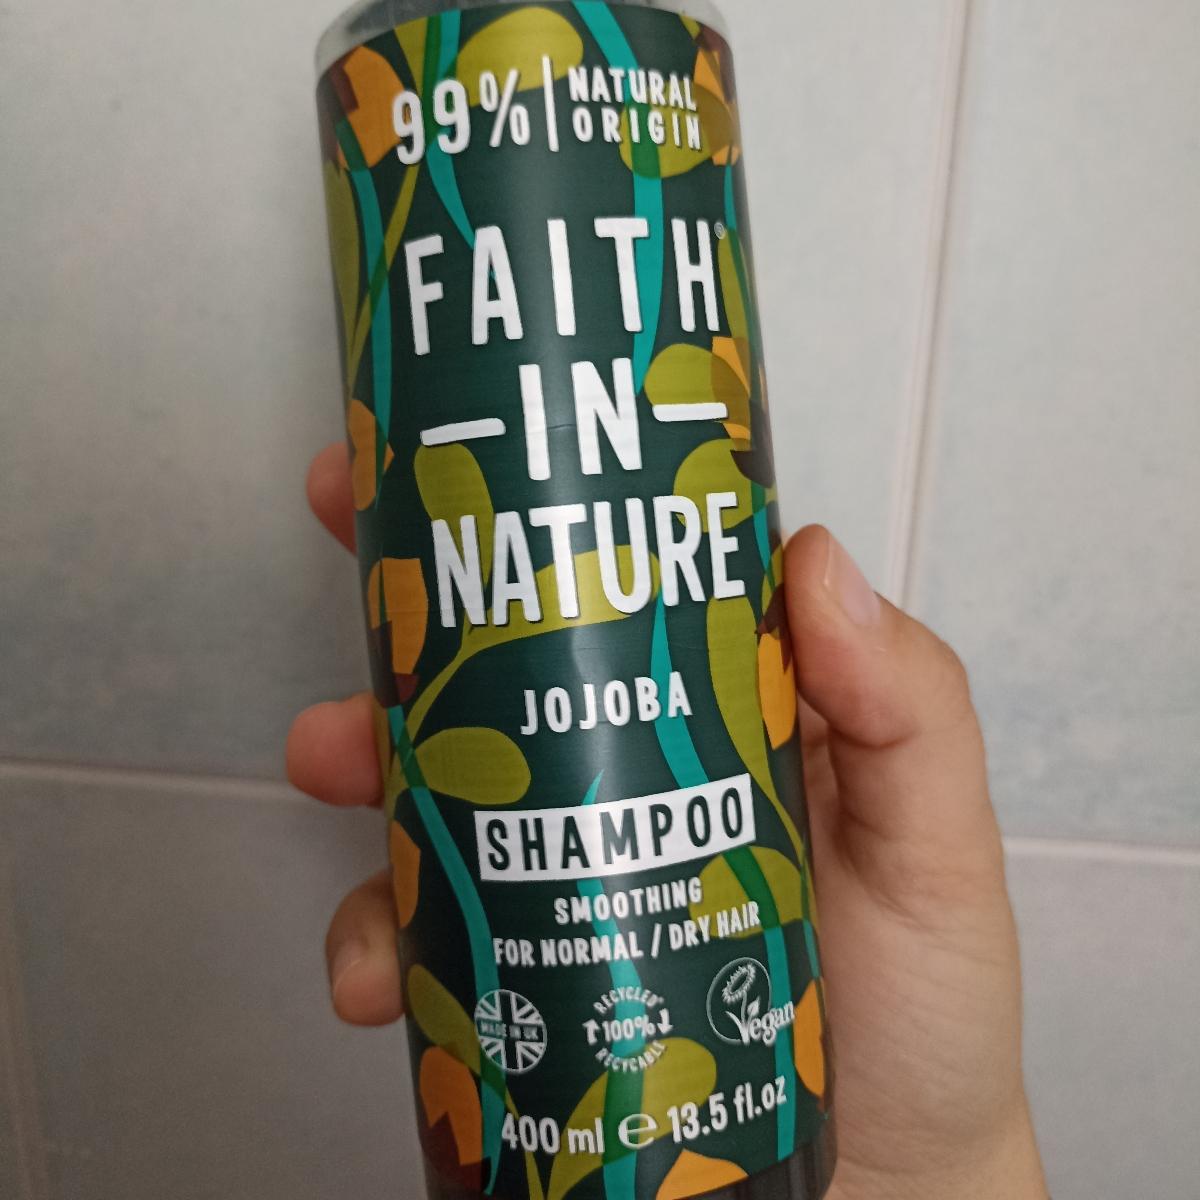 99% NATURAL
ORIGIN
FAITH®
—IN—
NATURE
JOJOBA
SHAMPOO
SMOOTHING
FOR NORMAL / DRY HAIR
MADE IN UK
RECYCLED*
100%
RECYCABLE
Vegan
400 ml e 13.5 fl.oz